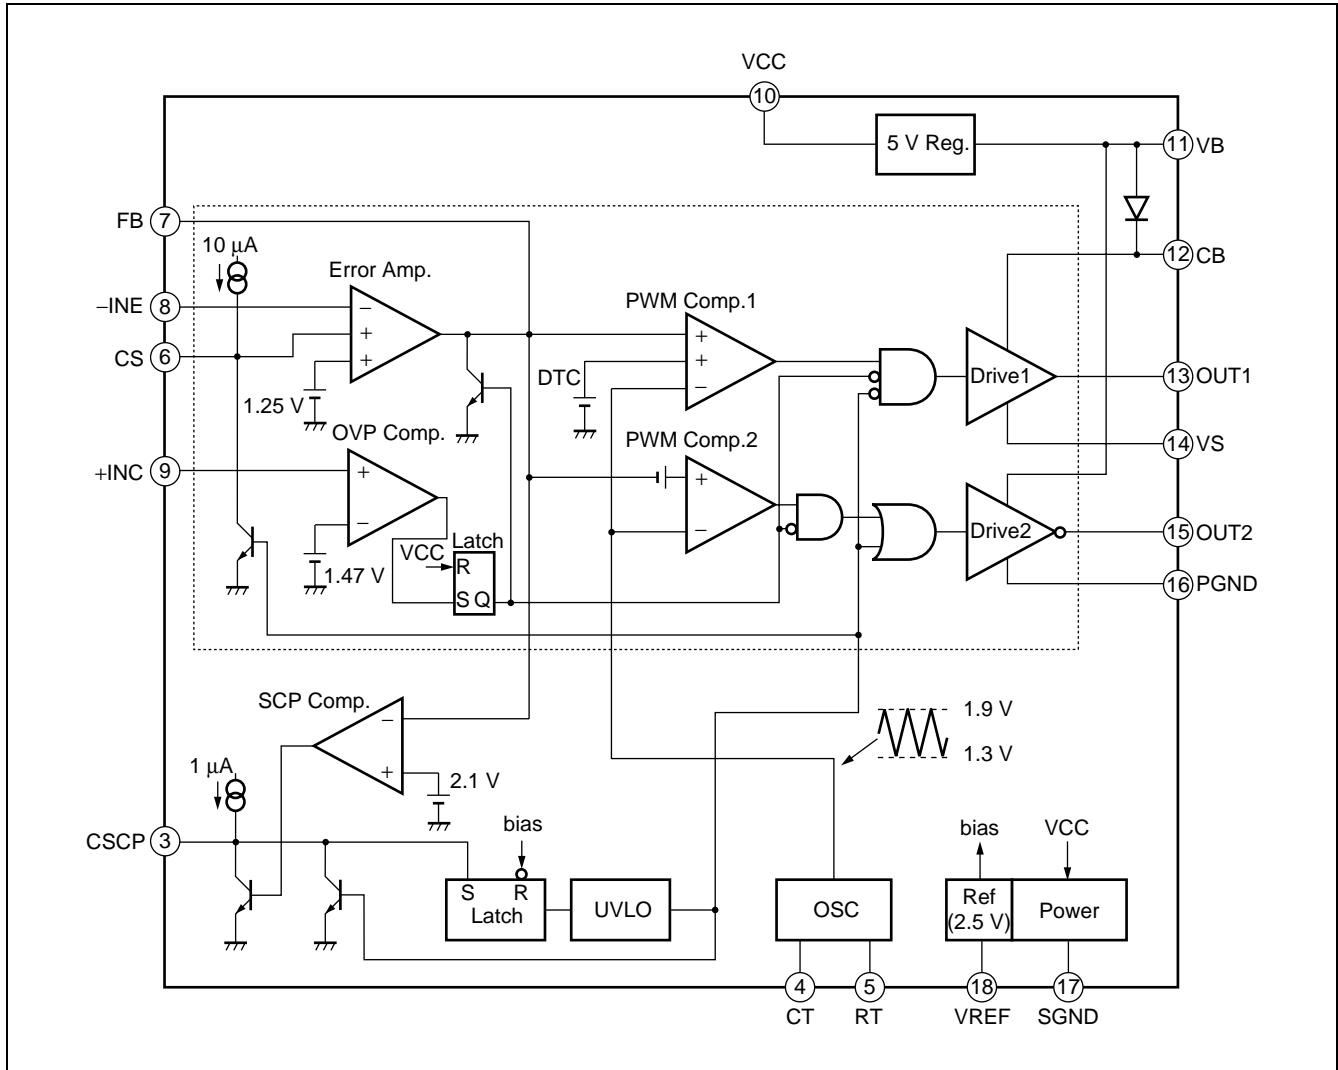 VCC
10
5 V Reg.
11 VB
FB 7
10 µA
12 CB
Error Amp.
−INE 8
−
+
+
CS 6
1.25 V
PWM Comp.1
+
+
−
DTC
Drive1
13 OUT1
14 VS
OVP Comp.
+INC 9
+
−
1.47 V
PWM Comp.2
+
−
Drive2
15 OUT2
16 PGND
Latch
VCC
R
S Q
SCP Comp.
−
+
2.1 V
1.9 V
1.3 V
1 µA
CSCP 3
bias
S R
Latch
UVLO
OSC
bias
VCC
Ref
(2.5 V)
Power
4
5
18
17
CT
RT
VREF
SGND